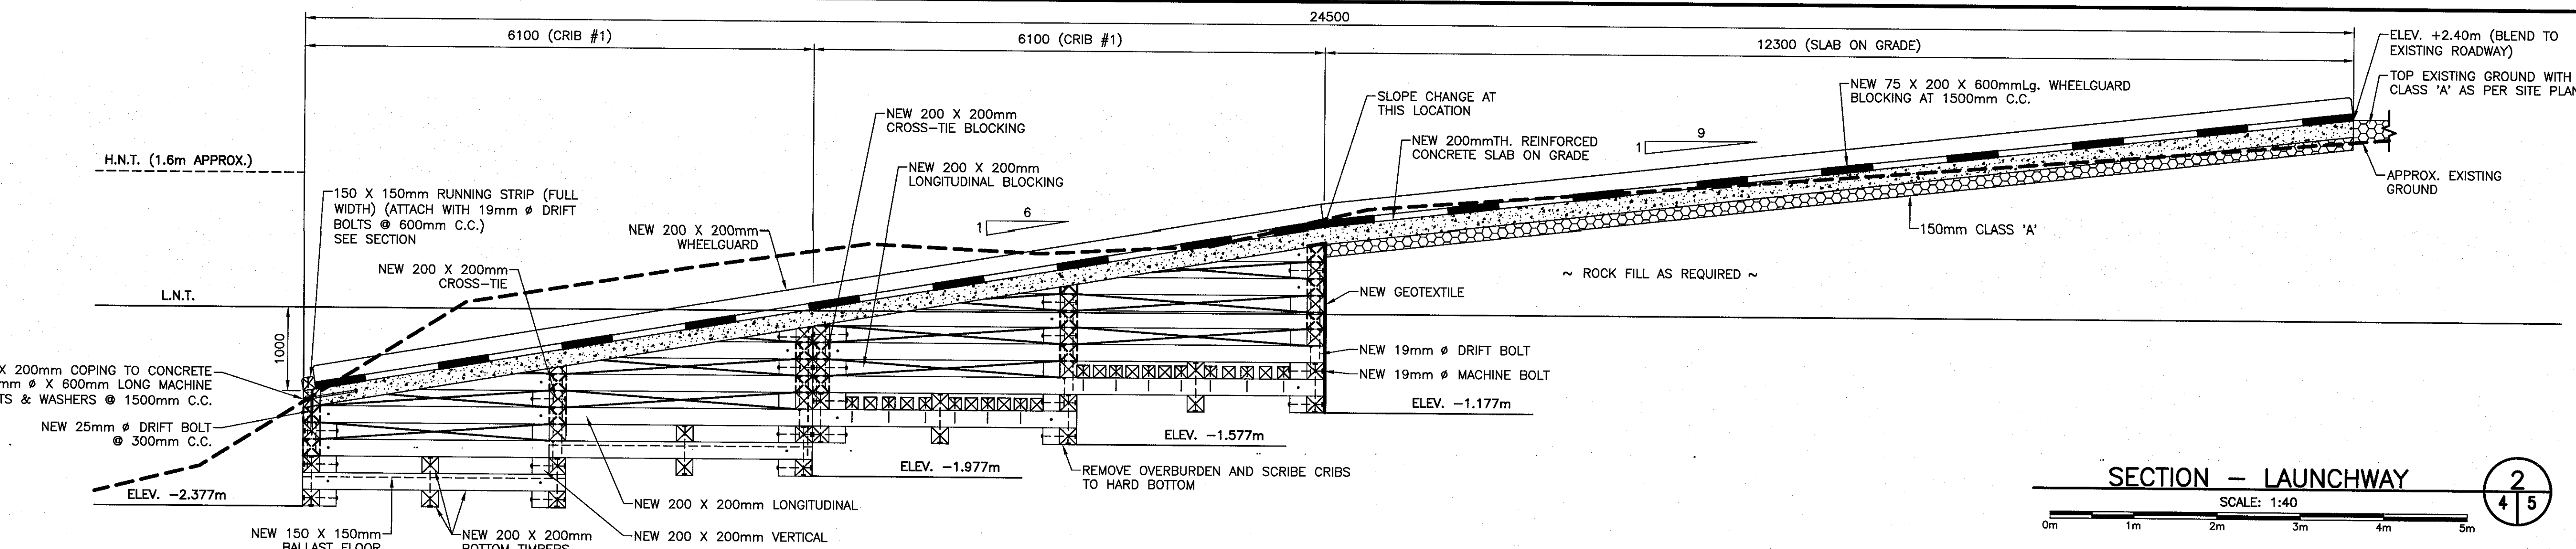 24500
6100 (CRIB #1)
6100 (CRIB #1)
12300 (SLAB ON GRADE)
ELEV. +2.40m (BLEND TO
EXISTING ROADWAY)
TOP EXISTING GROUND WITH
CLASS 'A' AS PER SITE PLAN
NEW 75 X 200 X 600mmLg. WHEELGUARD
BLOCKING AT 1500mm C.C.
SLOPE CHANGE AT
THIS LOCATION
NEW 200 X 200mm
CROSS-TIE BLOCKING
NEW 200mmTH. REINFORCED
CONCRETE SLAB ON GRADE
9
1
H.N.T. (1.6m APPROX.)
NEW 200 X 200mm
LONGITUDINAL BLOCKING
APPROX. EXISTING
GROUND
150 X 150mm RUNNING STRIP (FULL
WIDTH) (ATTACH WITH 19mm ø DRIFT
BOLTS @ 600mm C.C.)
SEE SECTION
6
1
NEW 200 X 200mm
WHEELGUARD
150mm CLASS 'A'
NEW 200 X 200mm
CROSS-TIE
~ ROCK FILL AS REQUIRED ~
L.N.T.
NEW GEOTEXTILE
1000
NEW 19mm ø DRIFT BOLT
X 200mm COPING TO CONCRETE
mm ø X 600mm LONG MACHINE
TS & WASHERS @ 1500mm C.C.
NEW 19mm ø MACHINE BOLT
ELEV. -1.177m
NEW 25mm ø DRIFT BOLT
@ 300mm C.C.
ELEV. -1.577m
ELEV. -1.977m
REMOVE OVERBURDEN AND SCRIBE CRIBS
TO HARD BOTTOM
ELEV. -2.377m
NEW 200 X 200mm LONGITUDINAL
NEW 150 X 150mm
BALLAST FLOOR
NEW 200 X 200mm
BOTTOM TIMBERS
NEW 200 X 200mm VERTICAL
SECTION - LAUNCHWAY
2
4 5
SCALE: 1:40
0m 1m 2m 3m 4m 5m